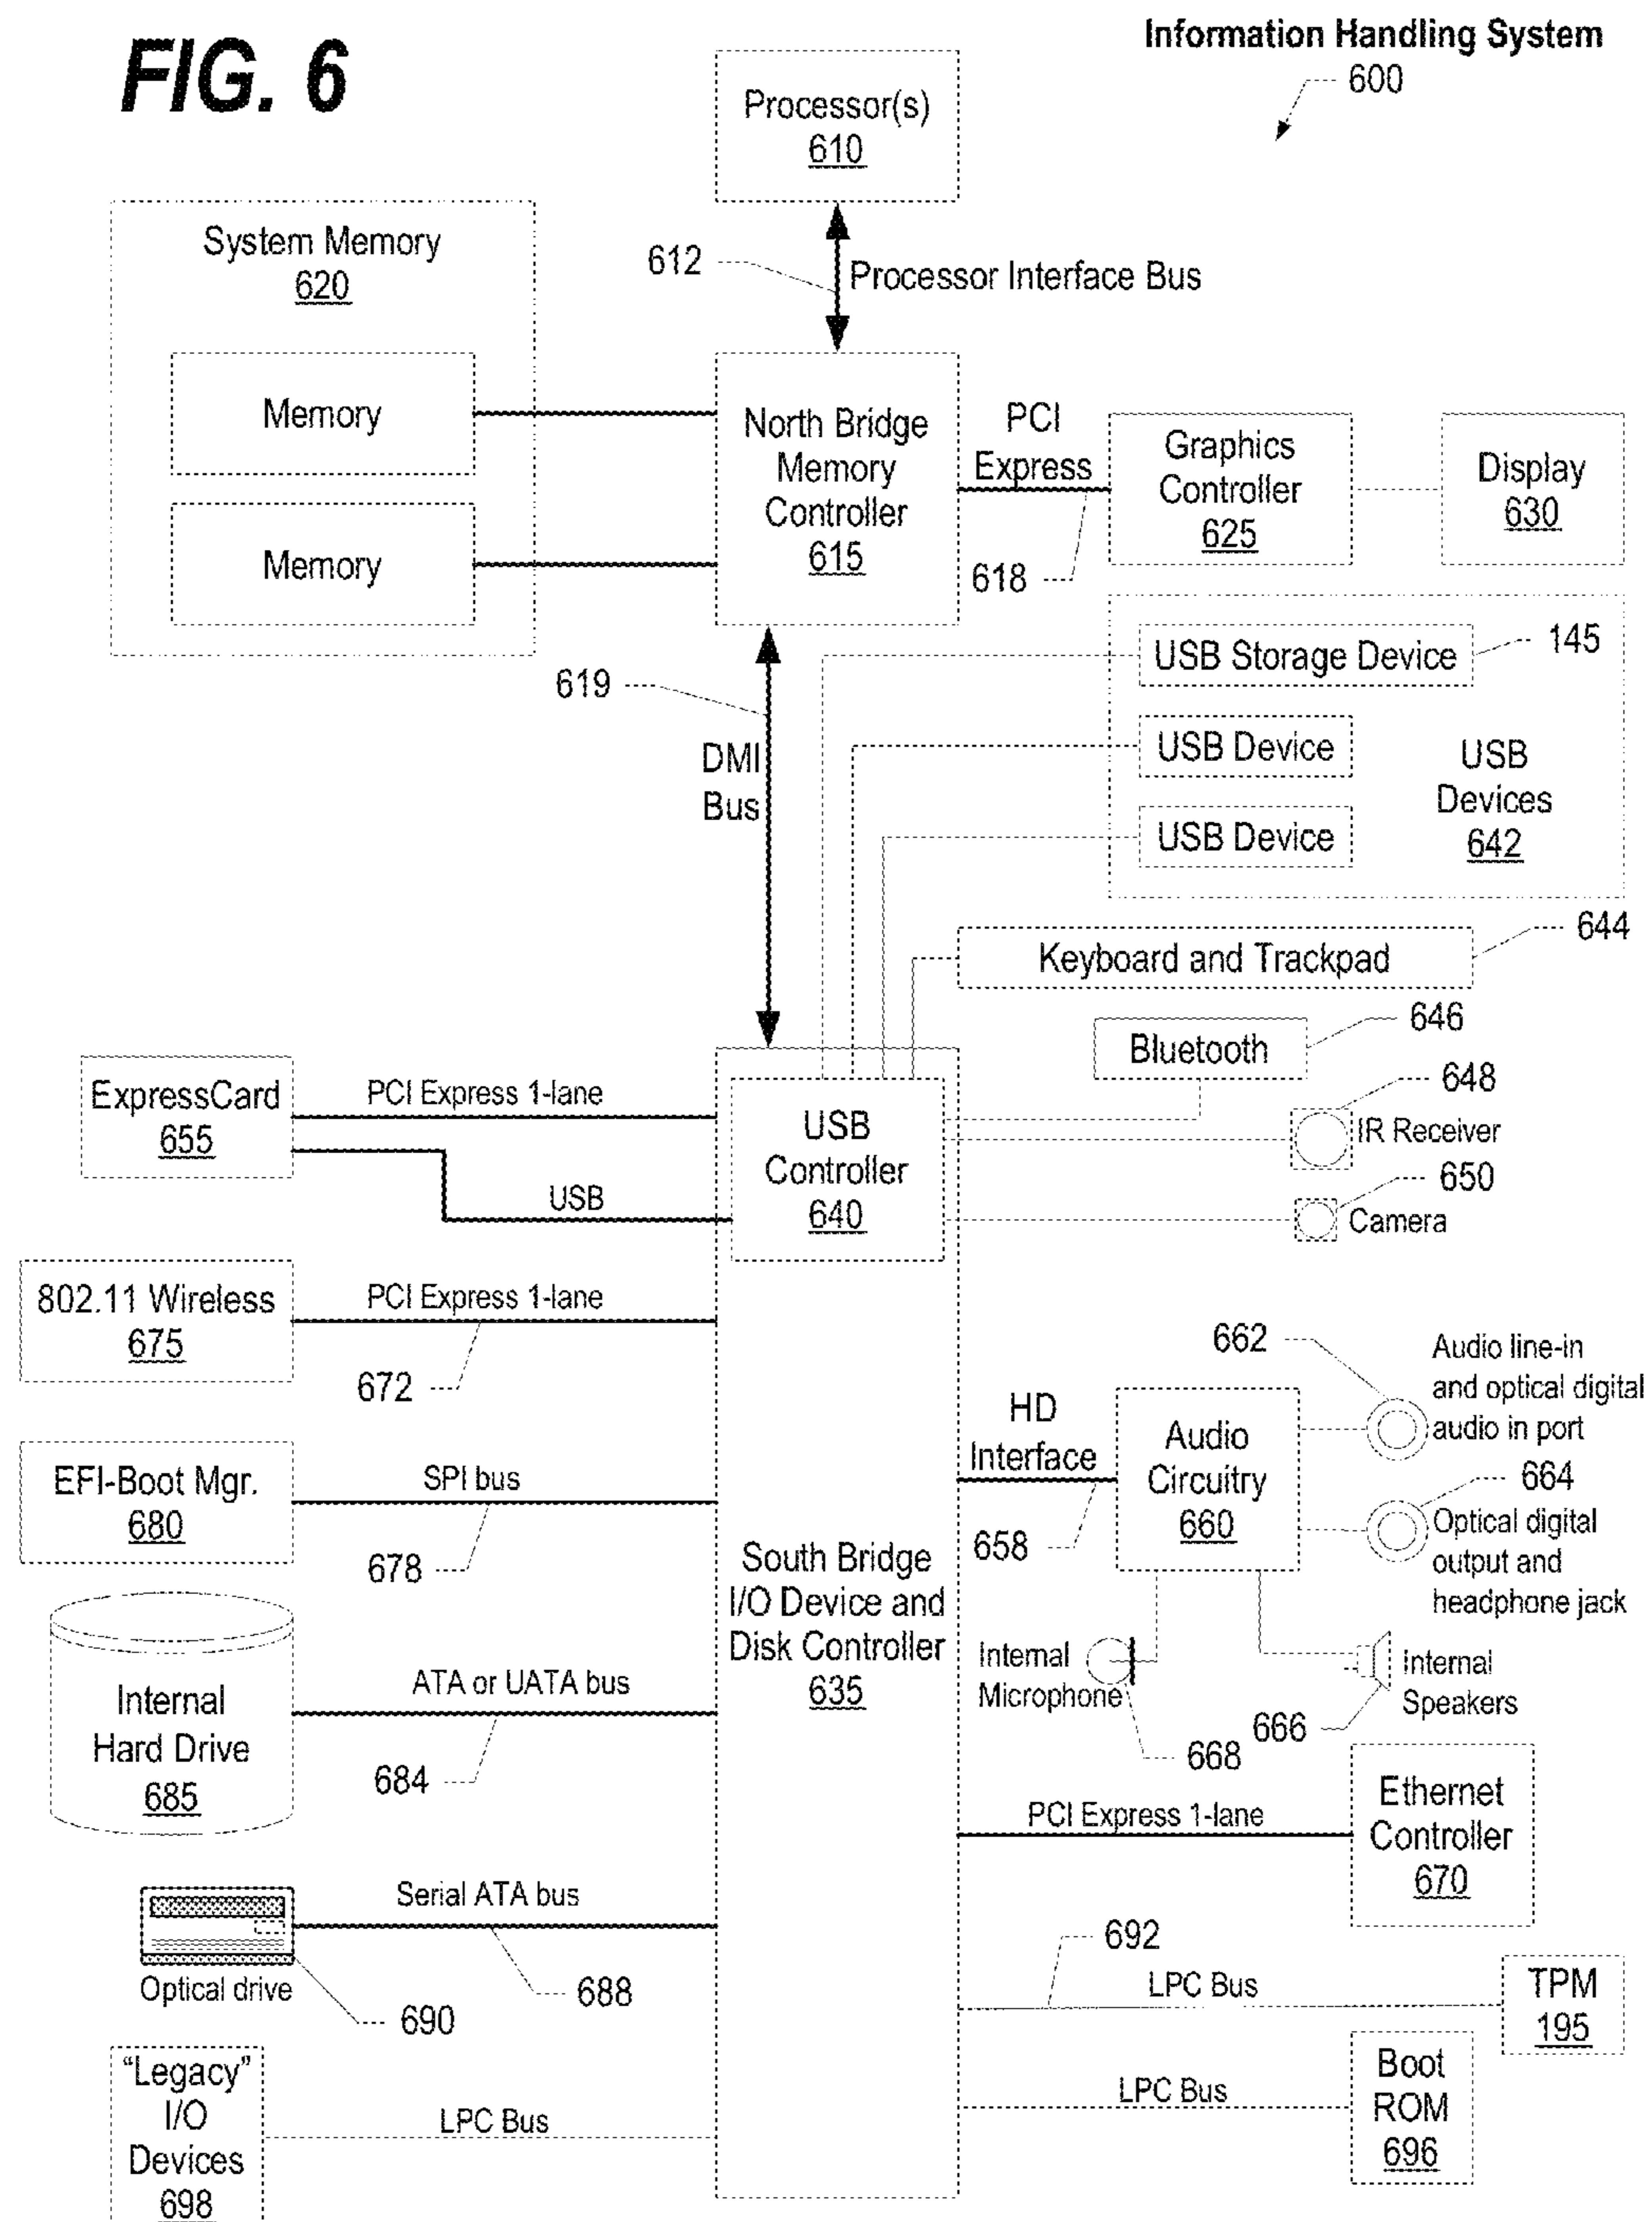 FIG. 6
Information Handling System
600
Processor(s)
610
System Memory
620
612
Processor Interface Bus
Memory
Memory
North Bridge
Memory
Controller
615
PCI
Express
618
Graphics
Controller
625
Display
630
619
DMI
Bus
USB Storage Device
145
USB Device
USB Device
USB
Devices
642
Keyboard and Trackpad
644
Bluetooth
646
648
IR Receiver
650
Camera
ExpressCard
655
PCI Express 1-lane
USB
USB
Controller
640
802.11 Wireless
675
PCI Express 1-lane
672
EFI-Boot Mgr.
680
SPI bus
678
Internal
Hard Drive
685
ATA or UATA bus
684
South Bridge
I/O Device and
Disk Controller
635
HD
Interface
658
Audio
Circuitry
660
662
Audio line-in
and optical digital
audio in port
664
Optical digital
output and
headphone jack
Internal
Microphone
668
Internal
Speakers
666
PCI Express 1-lane
Ethernet
Controller
670
Optical drive
690
Serial ATA bus
688
692
LPC Bus
TPM
195
LPC Bus
Boot
ROM
696
"Legacy"
I/O
Devices
698
LPC Bus